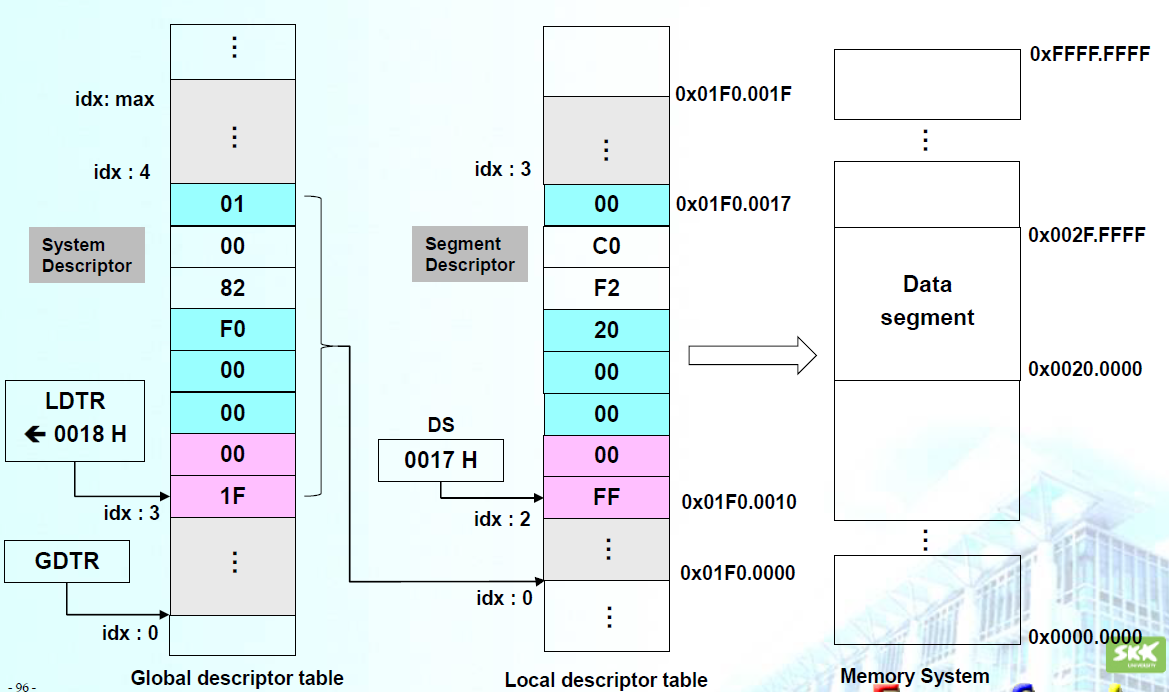 ⋮
idx: max
⋮
idx : 4
01
00
System
Descriptor
82
F0
00
LDTR
← 0018 H
00
00
1F
idx : 3
GDTR
⋮
idx : 0
Global descriptor table
0x01F0.001F
⋮
idx : 3
00
0x01F0.0017
C0
Segment
Descriptor
F2
20
00
00
DS
0017 H
00
FF
0x01F0.0010
idx : 2
⋮
0x01F0.0000
idx : 0
⋮
Local descriptor table
0xFFFF.FFFF
⋮
0x002F.FFFF
Data
segment
0x0020.0000
⋮
0x0000.0000
Memory System
SKK
- 96 -